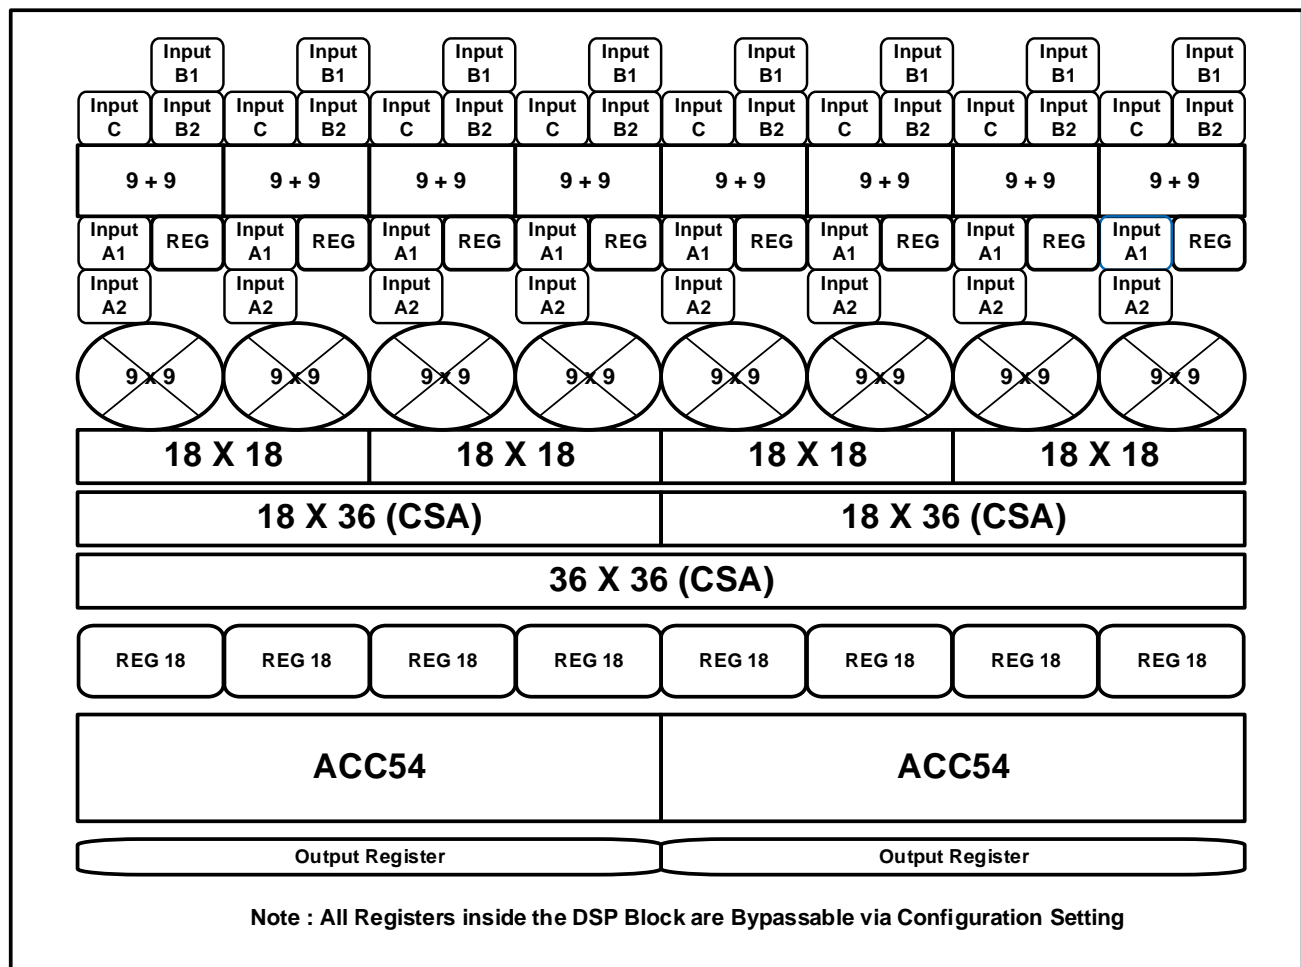 Input Input Input Input Input Input Input Input
B1 B1 B1 B1 B1 B1 B1 B1
Input Input Input Input Input Input Input Input Input Input Input Input Input Input Input Input
C B2 C B2 C B2 C B2 C B2 C B2 C B2 C B2
9 + 9 9 + 9 9 + 9 9 + 9 9 + 9 9 + 9 9 + 9 9 + 9
Input REG Input REG Input REG Input REG Input REG Input REG Input REG Input REG
A1 A1 A1 A1 A1 A1 A1 A1
Input Input Input Input Input Input Input Input
A2 A2 A2 A2 A2 A2 A2 A2
9 x 9 9 x 9 9 x 9 9 x 9 9 x 9 9 x 9 9 x 9 9 x 9
18 X 18 18 X 18 18 X 18 18 X 18
18 X 36 (CSA) 18 X 36 (CSA)
36 X 36 (CSA)
REG 18 REG 18 REG 18 REG 18 REG 18 REG 18 REG 18 REG 18
ACC54 ACC54
Output Register Output Register
Note : All Registers inside the DSP Block are Bypassable via Configuration Setting